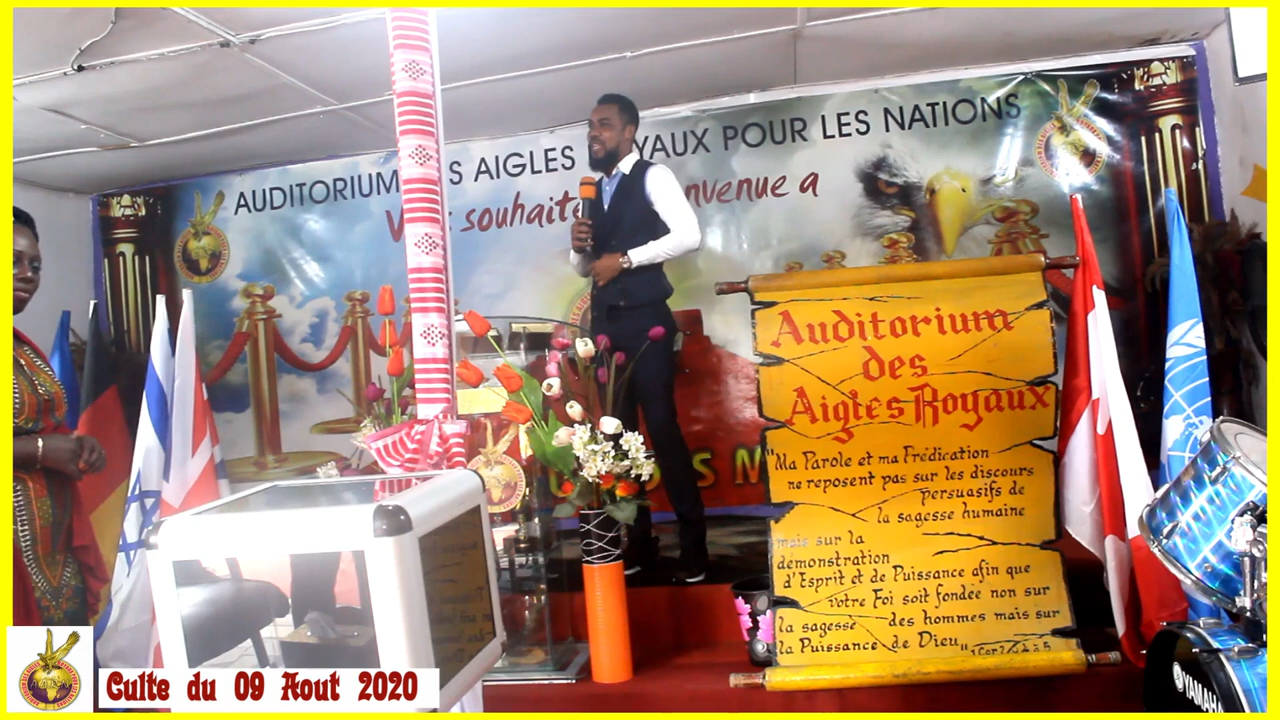 AUDITORIUM S AIGLES YAUX POUR LES NATIONS
souhaite nvenue a
Auditorium
des
Aigles Royaux
"Ma Parole et ma Prédication
ne reposent pas sur les discours
persuasifs de
la sagesse humaine
mais sur la
démonstration
d'Esprit et de Puissance afin que
votre Foi soit fondée non sur
la sagesse des hommes mais sur
la Puissance de Dieu"
YAMAHA
Culte du 09 Aout 2020